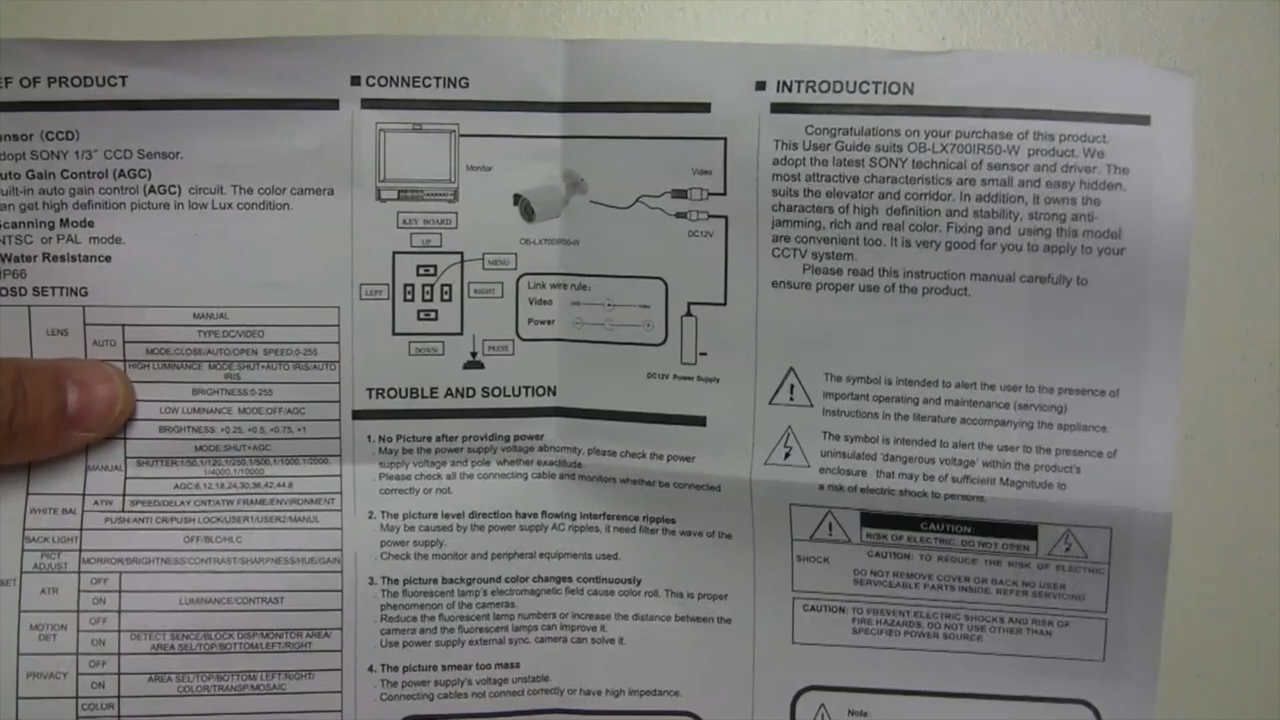 EF OF PRODUCT
ensor (CCD)
dopt SONY 1/3″ CCD Sensor.
uto Gain Control (AGC)
uilt-in auto gain control (AGC) circuit. The color camera
an get high definition picture in low Lux condition.
Scanning Mode
NTSC or PAL mode.
Water Resistance
IP66
OSD SETTING
LENS
MANUAL
AUTO
TYPE:DC/VIDEO
MODE:CLOSE/AUTO/OPEN SPEED:0-255
HIGH LUMINANCE MODE:SHUT+AUTO IRIS/AUTO
IRIS
BRIGHTNESS:0-255
LOW LUMINANCE MODE:OFF/AGC
BRIGHTNESS: ×0.25, ×0.5, ×0.75, ×1
MANUAL
MODE:SHUT+AGC
SHUTTER:1/50,1/120,1/250,1/500,1/1000,1/2000,
1/4000,1/10000
AGC:6,12,18,24,30,36,42,44.8
WHITE BAL
ATW
SPEED/DELAY CNT/ATW FRAME/ENVIRONMENT
PUSH/ANTI CR/PUSH LOCK/USER1/USER2/MANUL
BACK LIGHT
OFF/BLC/HLC
PICT
ADJUST
MORROR/BRIGHTNESS/CONTRAST/SHARPNESS/HUE/GAIN
SET
ATR
OFF
ON
LUMINANCE/CONTRAST
MOTION
DET
OFF
ON
DETECT SENCE/BLOCK DISP/MONITOR AREA/
AREA SEL/TOP/BOTTOM/LEFT/RIGHT
PRIVACY
OFF
ON
AREA SEL/TOP/BOTTOM/LEFT/RIGHT/
COLOR/TRANSP/MOSAIC
COLOR
■ CONNECTING
Monitor
Video
KEY BOARD
UP
OB-LX700IR50-W
DC12V
MENU
LEFT
RIGHT
Link wire rule:
Video
Power
DOWN
PRESS
DC12V Power Supply
TROUBLE AND SOLUTION
1. No Picture after providing power
. May be the power supply voltage abnormity, please check the power
supply voltage and pole whether exactitude.
. Please check all the connecting cable and monitors whether be connected
correctly or not.
2. The picture level direction have flowing interference ripples
. May be caused by the power supply AC ripples, it need filter the wave of the
power supply.
. Check the monitor and peripheral equipments used.
3. The picture background color changes continuously
. The fluorescent lamp's electromagnetic field cause color roll. This is proper
phenomenon of the cameras.
. Reduce the fluorescent lamp numbers or increase the distance between the
camera and the fluorescent lamps can improve it.
. Use power supply external sync. camera can solve it.
4. The picture smear too mass
. The power supply's voltage unstable.
. Connecting cables not connect correctly or have high impedance.
■ INTRODUCTION
Congratulations on your purchase of this product.
This User Guide suits OB-LX700IR50-W product. We
adopt the latest SONY technical of sensor and driver. The
most attractive characteristics are small and easy hidden,
suits the elevator and corridor. In addition, it owns the
characters of high definition and stability, strong anti-
jamming, rich and real color. Fixing and using this model
are convenient too. It is very good for you to apply to your
CCTV system.
Please read this instruction manual carefully to
ensure proper use of the product.
The symbol is intended to alert the user to the presence of
important operating and maintenance (servicing)
Instructions in the literature accompanying the appliance.
The symbol is intended to alert the user to the presence of
uninsulated 'dangerous voltage' within the product's
enclosure that may be of sufficient Magnitude to
a risk of electric shock to persons.
CAUTION:
RISK OF ELECTRIC, DO NOT OPEN
SHOCK
CAUTION: TO REDUCE THE RISK OF ELECTRIC
DO NOT REMOVE COVER OR BACK NO USER
SERVICEABLE PARTS INSIDE. REFER SERVICING
CAUTION: TO PREVENT ELECTRIC SHOCKS AND RISK OF
FIRE HAZARDS, DO NOT USE OTHER THAN
SPECIFIED POWER SOURCE
Note: